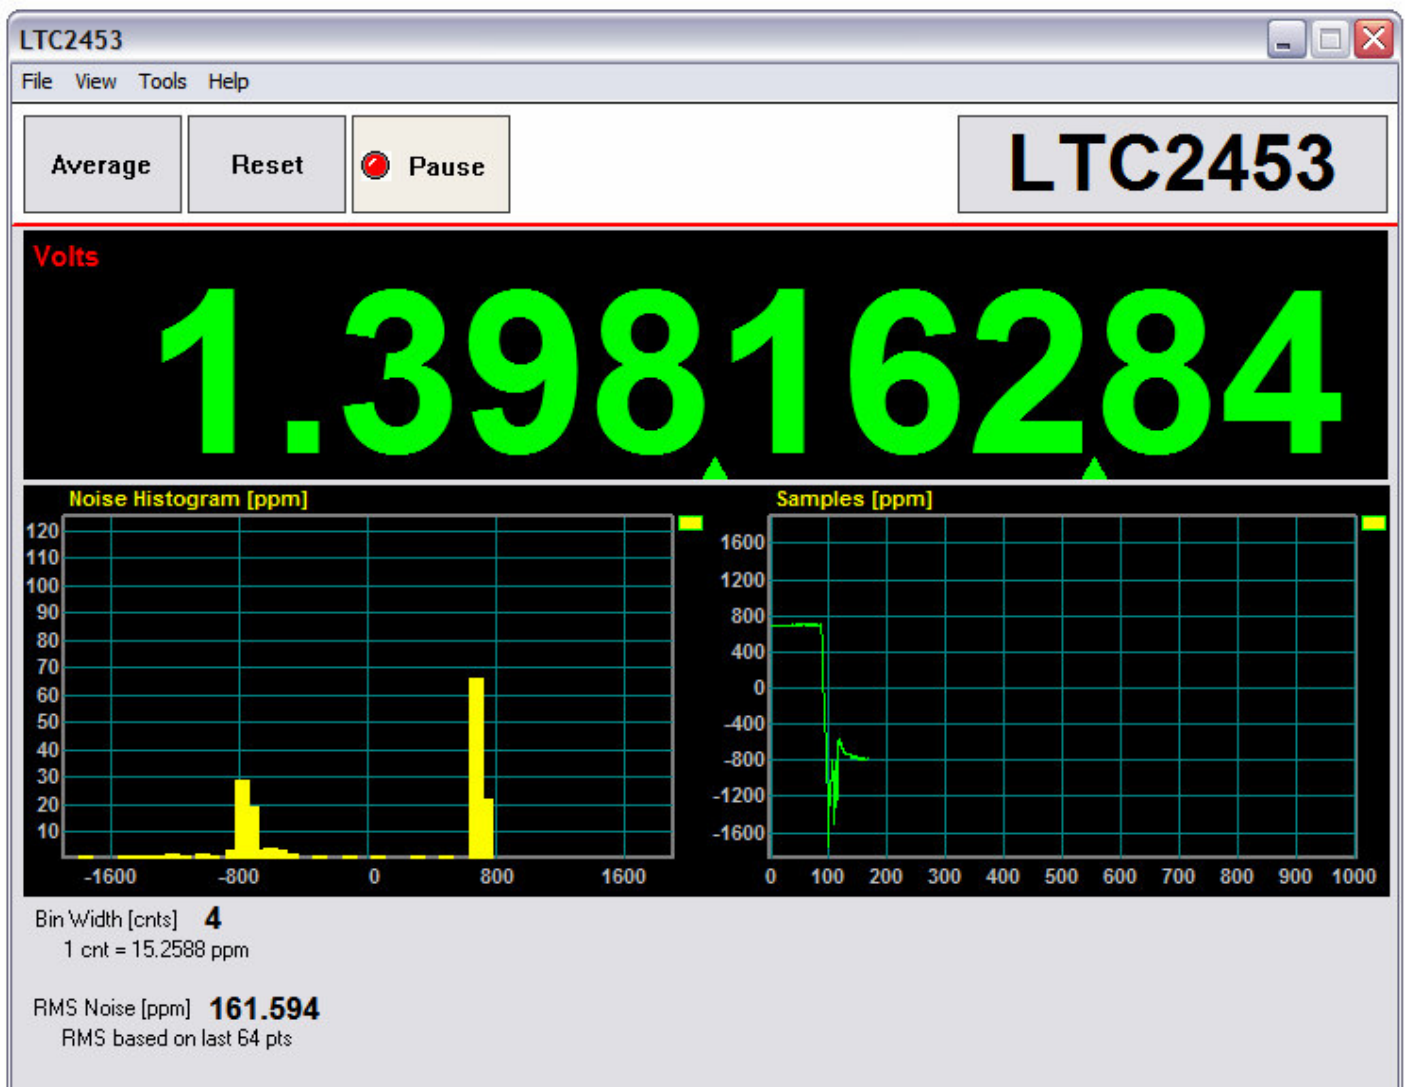 LTC2453
File View Tools Help
Average Reset Pause LTC2453
Volts
1.39816284
Noise Histogram [ppm]
120
110
100
90
80
70
60
50
40
30
20
10
-1600 -800 0 800 1600
Samples [ppm]
1600
1200
800
400
0
-400
-800
-1200
-1600
0 100 200 300 400 500 600 700 800 900 1000
Bin Width [cnts] 4
1 cnt = 15.2588 ppm
RMS Noise [ppm] 161.594
RMS based on last 64 pts